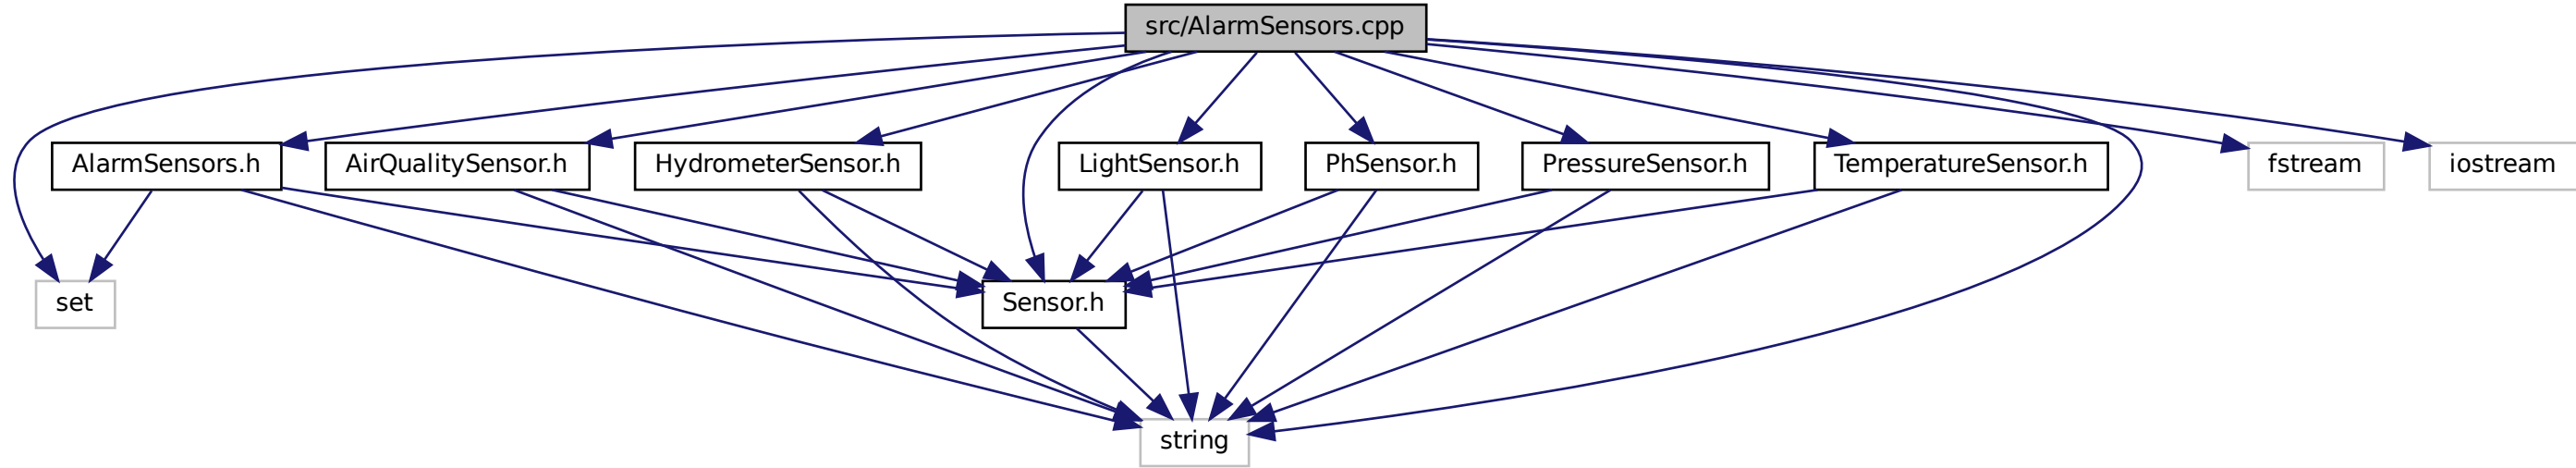 src/AlarmSensors.cpp
AlarmSensors.h
AirQualitySensor.h
HydrometerSensor.h
LightSensor.h
PhSensor.h
PressureSensor.h
TemperatureSensor.h
fstream
iostream
set
Sensor.h
string